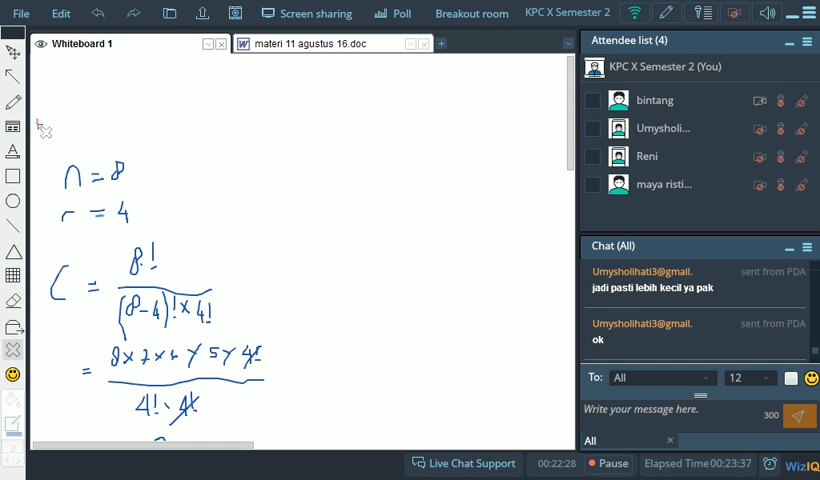 File Edit Screen sharing Poll Breakout room KPC X Semester 2
Whiteboard 1 materi 11 agustus 16.doc
n = 8
r = 4
C = 8! / (8-4)! x 4!
= 8 x 7 x 6 x 5 x 4! / 4! . 4!
Attendee list (4)
KPC X Semester 2 (You)
bintang
Umysholi...
Reni
maya risti...
Chat (All)
Umysholihati3@gmail. sent from PDA
jadi pasti lebih kecil ya pak
Umysholihati3@gmail. sent from PDA
ok
To: All 12
Write your message here. 300
All
Live Chat Support 00:22:28 Pause Elapsed Time 00:23:37 WizIQ